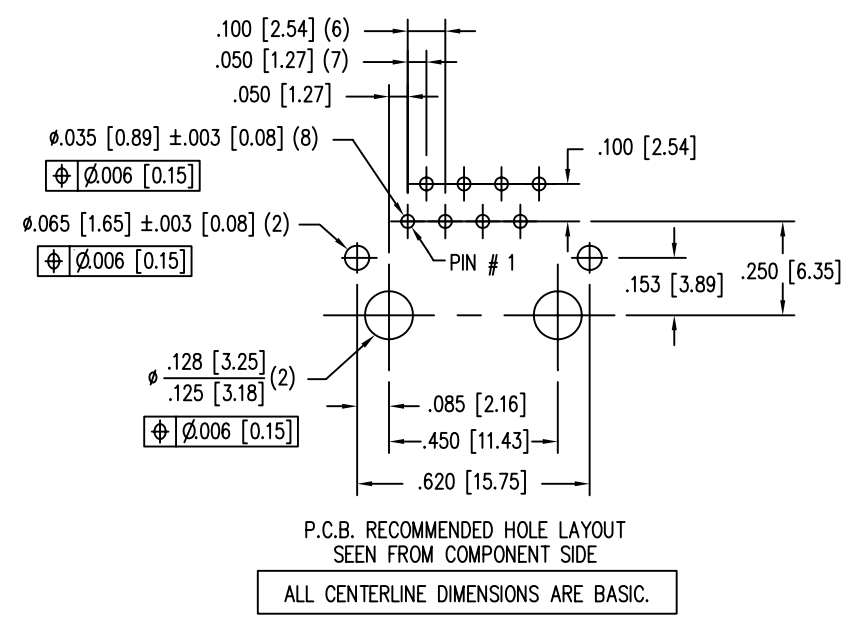 .100 [2.54] (6)
.050 [1.27] (7)
.050 [1.27]
⌀.035 [0.89] ±.003 [0.08] (8)
.100 [2.54]
⌖ ⌀.006 [0.15]
⌀.065 [1.65] ±.003 [0.08] (2)
⌖ ⌀.006 [0.15]
PIN # 1
.250 [6.35]
.153 [3.89]
⌀ .128 [3.25]
.125 [3.18] (2)
.085 [2.16]
⌖ ⌀.006 [0.15]
.450 [11.43]
.620 [15.75]
P.C.B. RECOMMENDED HOLE LAYOUT
SEEN FROM COMPONENT SIDE
ALL CENTERLINE DIMENSIONS ARE BASIC.